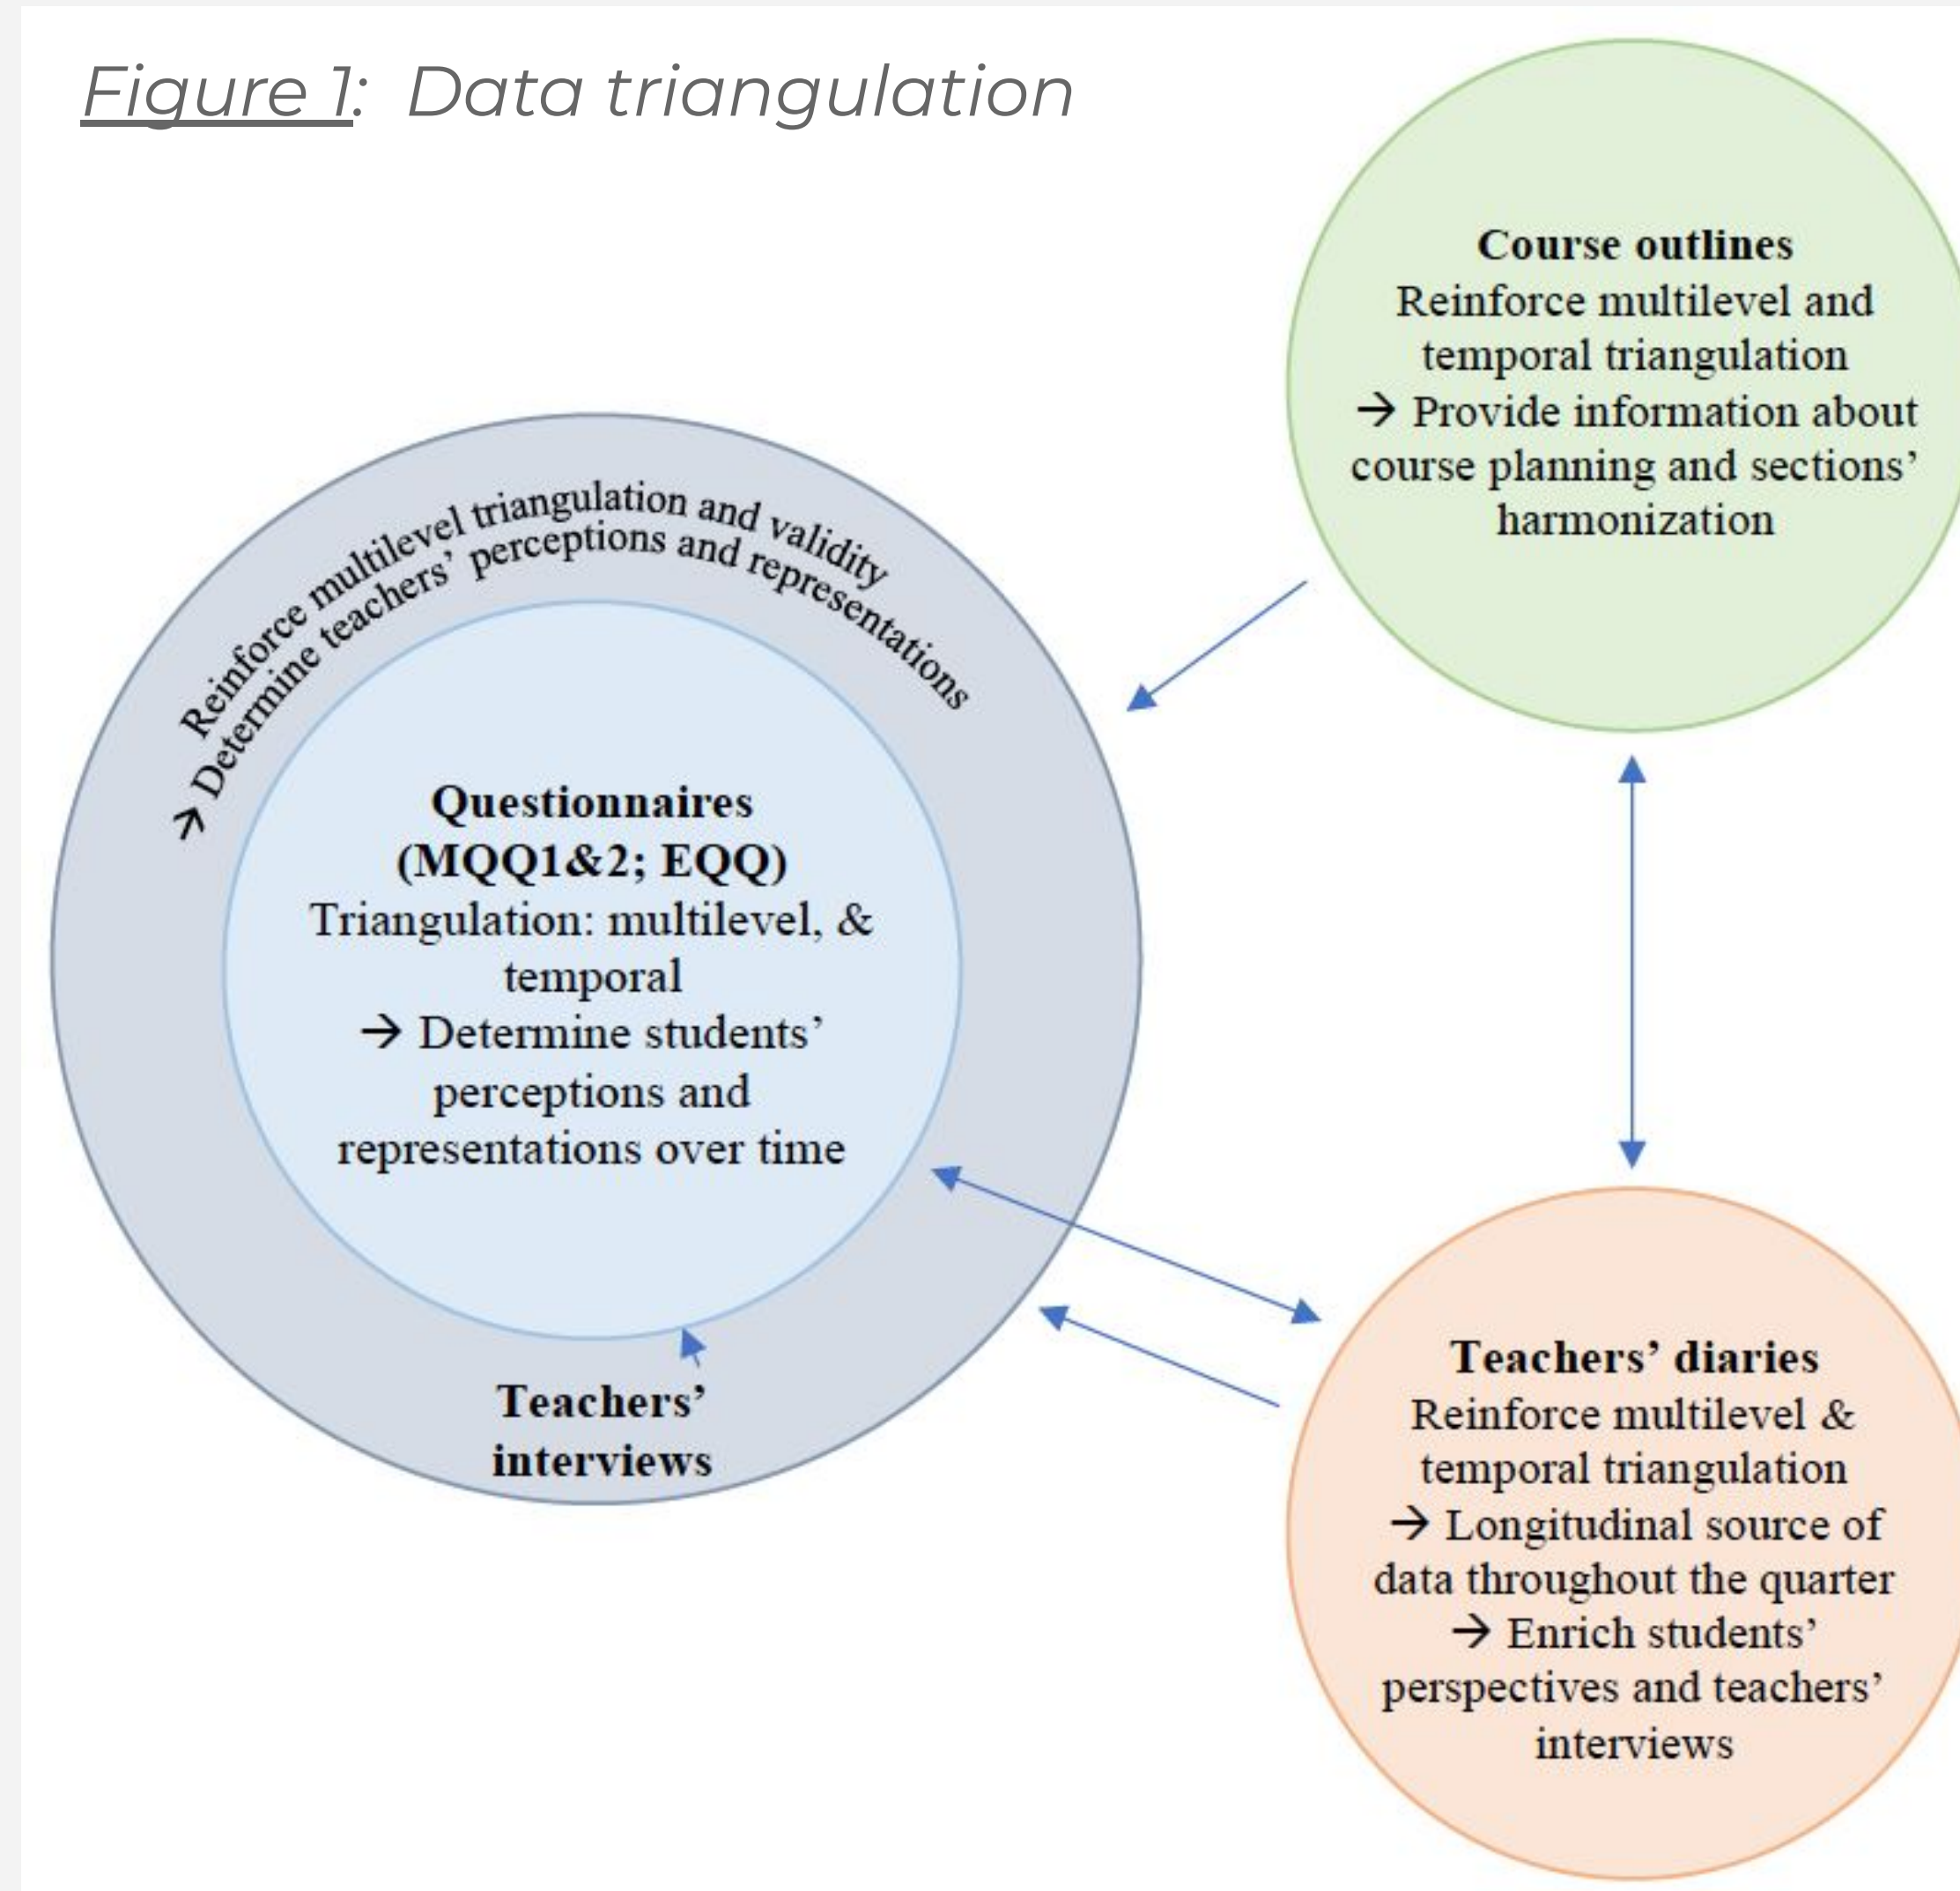 Figure 1: Data triangulation
Course outlines
Reinforce multilevel and
temporal triangulation
→ Provide information about
course planning and sections’
harmonization
Reinforce multilevel triangulation and validity
→ Determine teachers’ perceptions and representations
Questionnaires
(MQQ1&2; EQQ)
Triangulation: multilevel, &
temporal
→ Determine students’
perceptions and
representations over time
Teachers’
interviews
Teachers’ diaries
Reinforce multilevel &
temporal triangulation
→ Longitudinal source of
data throughout the quarter
→ Enrich students’
perspectives and teachers’
interviews